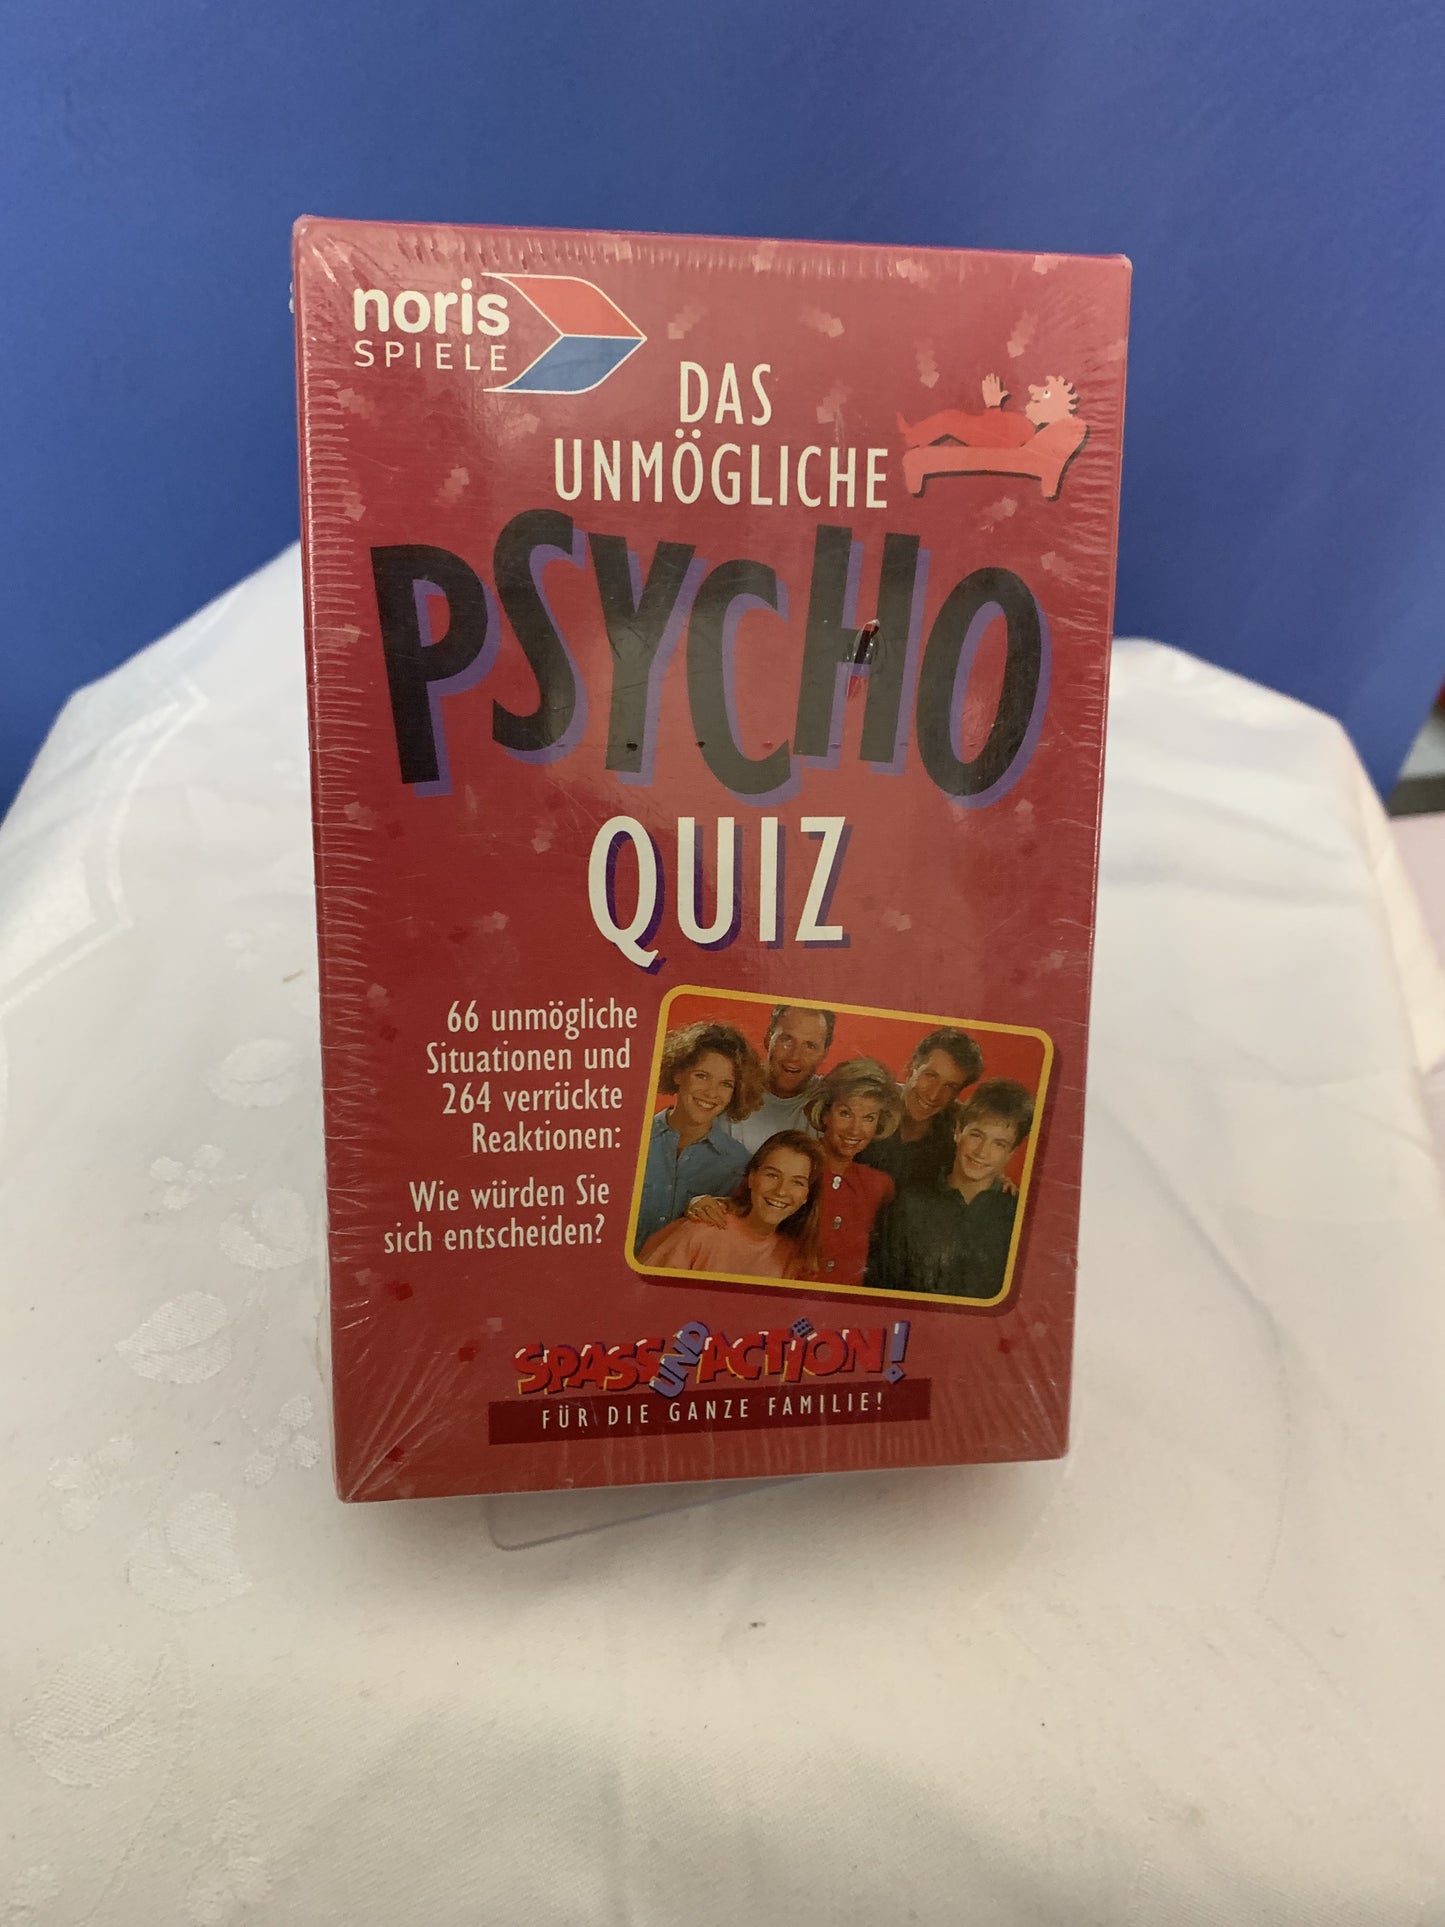 noris
SPIELE
DAS
UNMÖGLICHE
PSYCHO
QUIZ
66 unmögliche
Situationen und
264 verrückte
Reaktionen:
Wie würden Sie
sich entscheiden?
SPASS UND ACTION!
FÜR DIE GANZE FAMILIE!